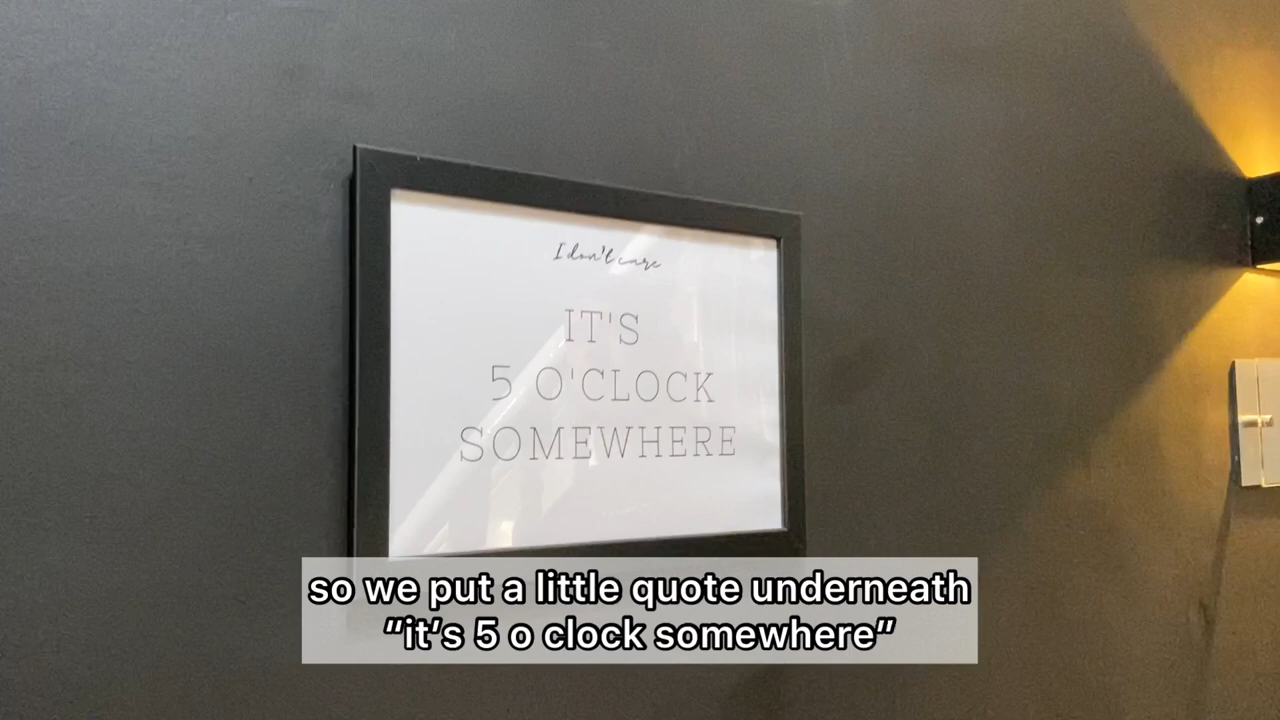 I don't care
IT'S
5 O'CLOCK
SOMEWHERE
so we put a little quote underneath
“it’s 5 o clock somewhere”